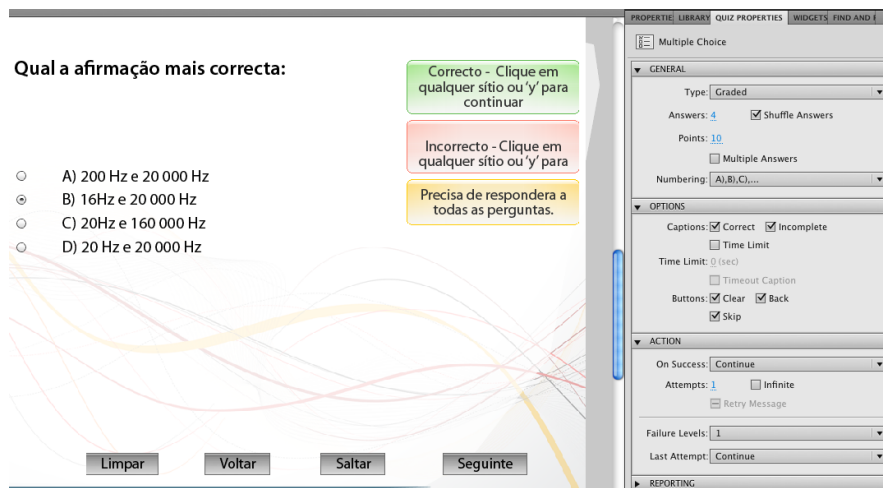 Qual a afirmação mais correcta:
A) 200 Hz e 20 000 Hz
B) 16Hz e 20 000 Hz
C) 20Hz e 160 000 Hz
D) 20 Hz e 20 000 Hz
Correcto - Clique em
qualquer sítio ou 'y' para
continuar
Incorrecto - Clique em
qualquer sítio ou 'y' para
Precisa de respondera a
todas as perguntas.
Limpar
Voltar
Saltar
Seguinte
PROPERTIE LIBRARY QUIZ PROPERTIES WIDGETS FIND AND
Multiple Choice
GENERAL
Type: Graded
Answers: 4 Shuffle Answers
Points: 10
Multiple Answers
Numbering: A),B),C),...
OPTIONS
Captions: Correct Incomplete
Time Limit
Time Limit: 0 (sec)
Timeout Caption
Buttons: Clear Back
Skip
ACTION
On Success: Continue
Attempts: 1 Infinite
Retry Message
Failure Levels: 1
Last Attempt: Continue
REPORTING